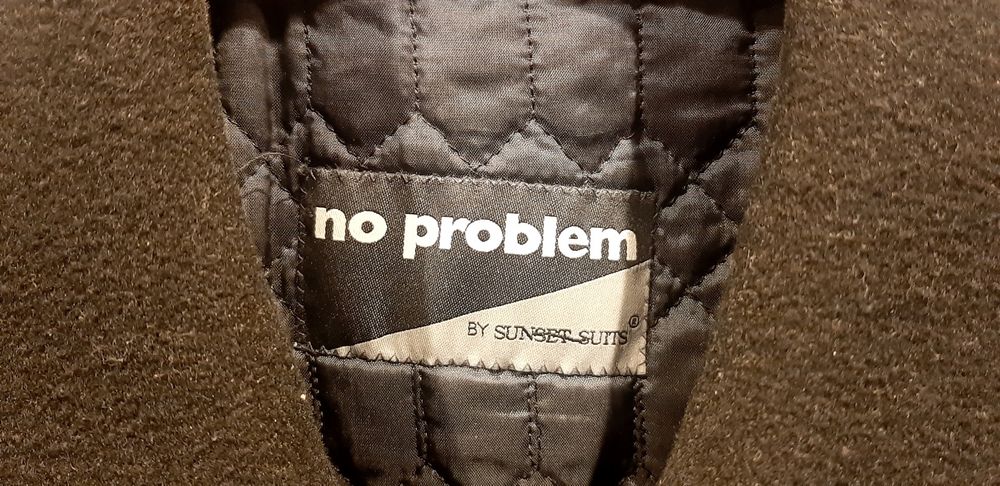 no problem
BY SUNSET SUITS®